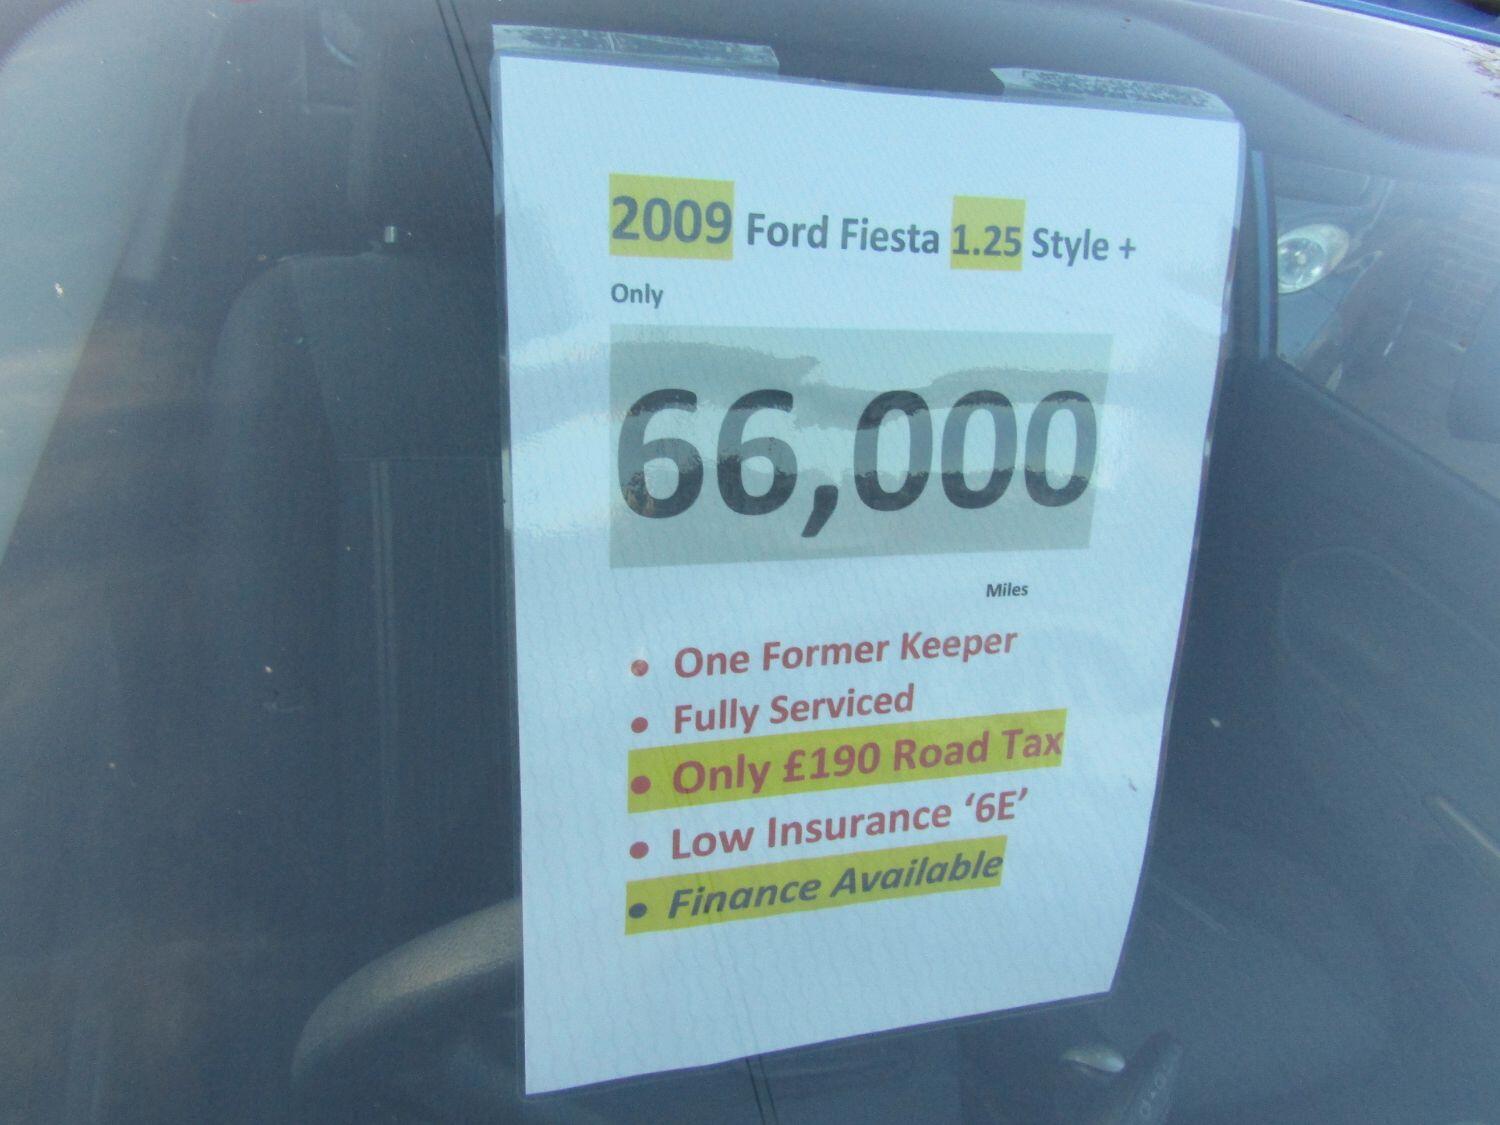 2009 Ford Fiesta 1.25 Style +
Only
66,000
Miles
• One Former Keeper
• Fully Serviced
• Only £190 Road Tax
• Low Insurance ‘6E’
• Finance Available